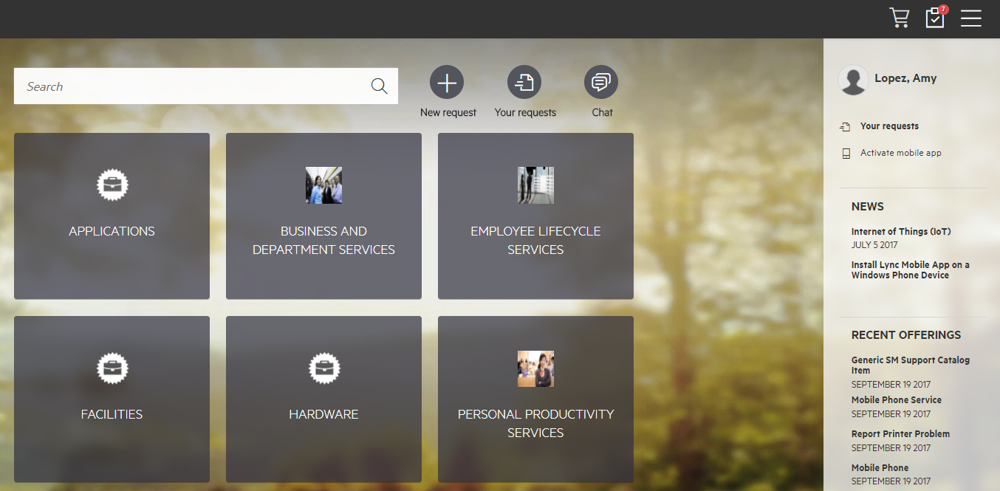 7
Search
New request
Your requests
Chat
APPLICATIONS
BUSINESS AND
DEPARTMENT SERVICES
EMPLOYEE LIFECYCLE
SERVICES
FACILITIES
HARDWARE
PERSONAL PRODUCTIVITY
SERVICES
Lopez, Amy
Your requests
Activate mobile app
NEWS
Internet of Things (IoT)
JULY 5 2017
Install Lync Mobile App on a
Windows Phone Device
RECENT OFFERINGS
Generic SM Support Catalog
Item
SEPTEMBER 19 2017
Mobile Phone Service
SEPTEMBER 19 2017
Report Printer Problem
SEPTEMBER 19 2017
Mobile Phone
SEPTEMBER 19 2017